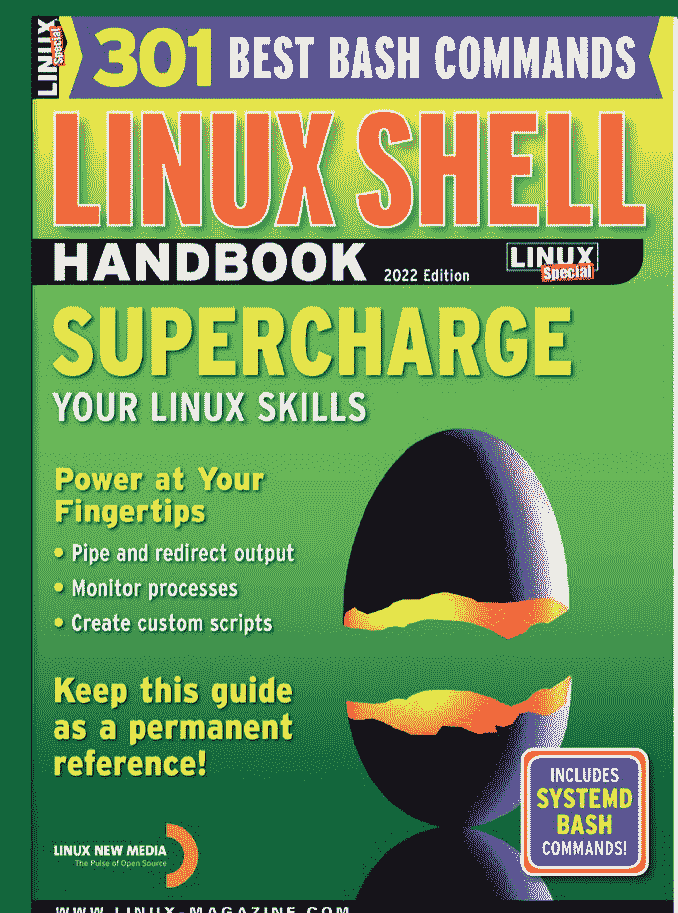 LINUX
Special
301 BEST BASH COMMANDS
LINUX SHELL
HANDBOOK
2022 Edition
LINUX
Special
SUPERCHARGE
YOUR LINUX SKILLS
Power at Your
Fingertips
• Pipe and redirect output
• Monitor processes
• Create custom scripts
Keep this guide
as a permanent
reference!
INCLUDES
SYSTEMD
BASH
COMMANDS!
LINUX NEW MEDIA
The Pulse of Open Source
WWW.LINUX-MAGAZINE.COM